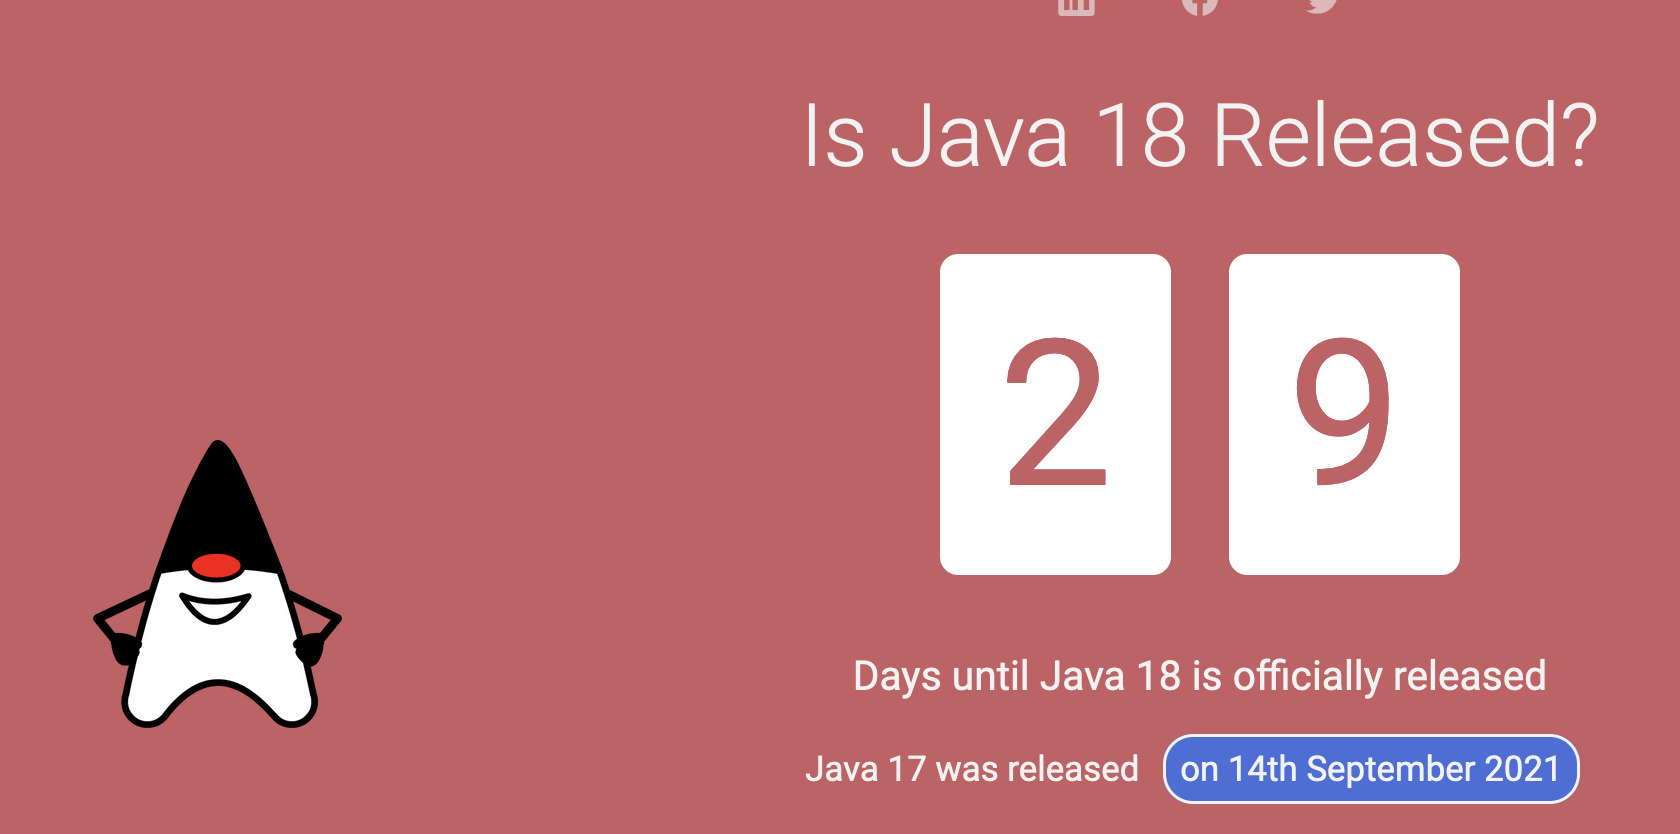 Is Java 18 Released?
2 9
Days until Java 18 is officially released
Java 17 was released on 14th September 2021